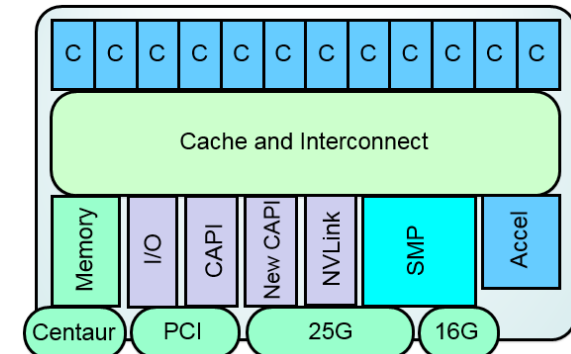 C C C C C C C C C C C C
Cache and Interconnect
Memory I/O CAPI New CAPI NVLink SMP Accel
Centaur PCI 25G 16G